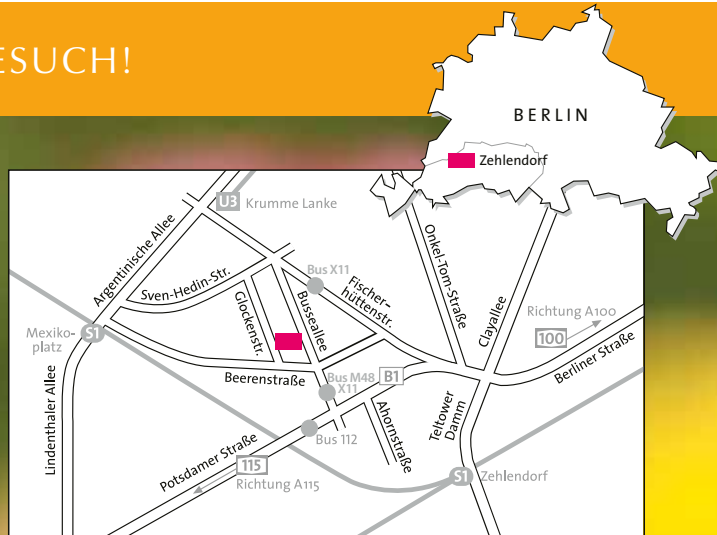 ESUCH!
BERLIN
Zehlendorf
U3 Krumme Lanke
Argentinische Allee
Sven-Hedin-Str.
Bus X11
Fischer-
hüttenstr.
Onkel-Tom-Straße
Clayallee
Richtung A100
100
Berliner Straße
Glockenstr.
Busseallee
Mexiko-
platz
S1
Lindenthaler Allee
Beerenstraße
Bus M48
X11
B1
Bus 112
Ahornstraße
Teltower
Damm
Potsdamer Straße
115
Richtung A115
S1 Zehlendorf